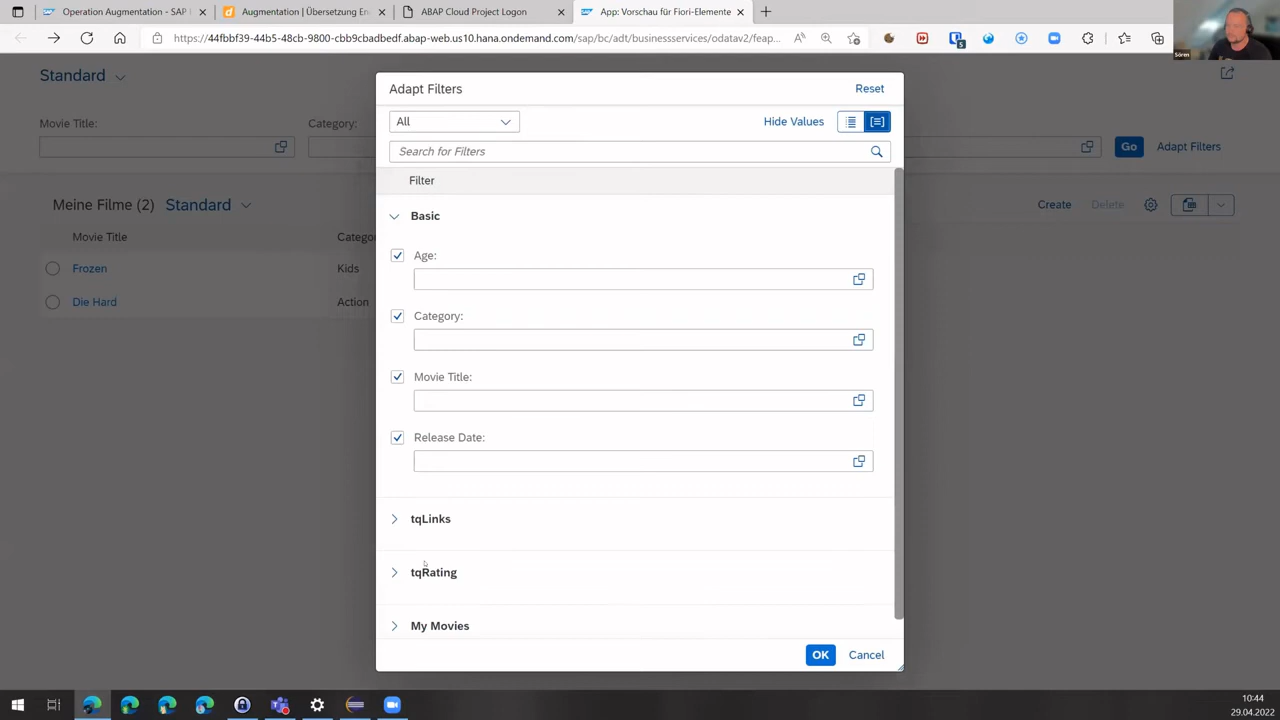 Operation Augmentation - SAP
Augmentation | Übersetzung En
ABAP Cloud Project Logon
App: Vorschau für Fiori-Elemente
https://44fbbf39-44b5-48cb-9800-cbb9cbadbedf.abap-web.us10.hana.ondemand.com/sap/bc/adt/businessservices/odatav2/feap...
5
Sören
Standard
Movie Title:
Category:
Go
Adapt Filters
Meine Filme (2)
Standard
Create
Delete
Movie Title
Catego
Frozen
Kids
Die Hard
Action
Adapt Filters
Reset
All
Hide Values
Search for Filters
Filter
Basic
Age:
Category:
Movie Title:
Release Date:
tqLinks
tqRating
My Movies
OK
Cancel
10:44
29.04.2022